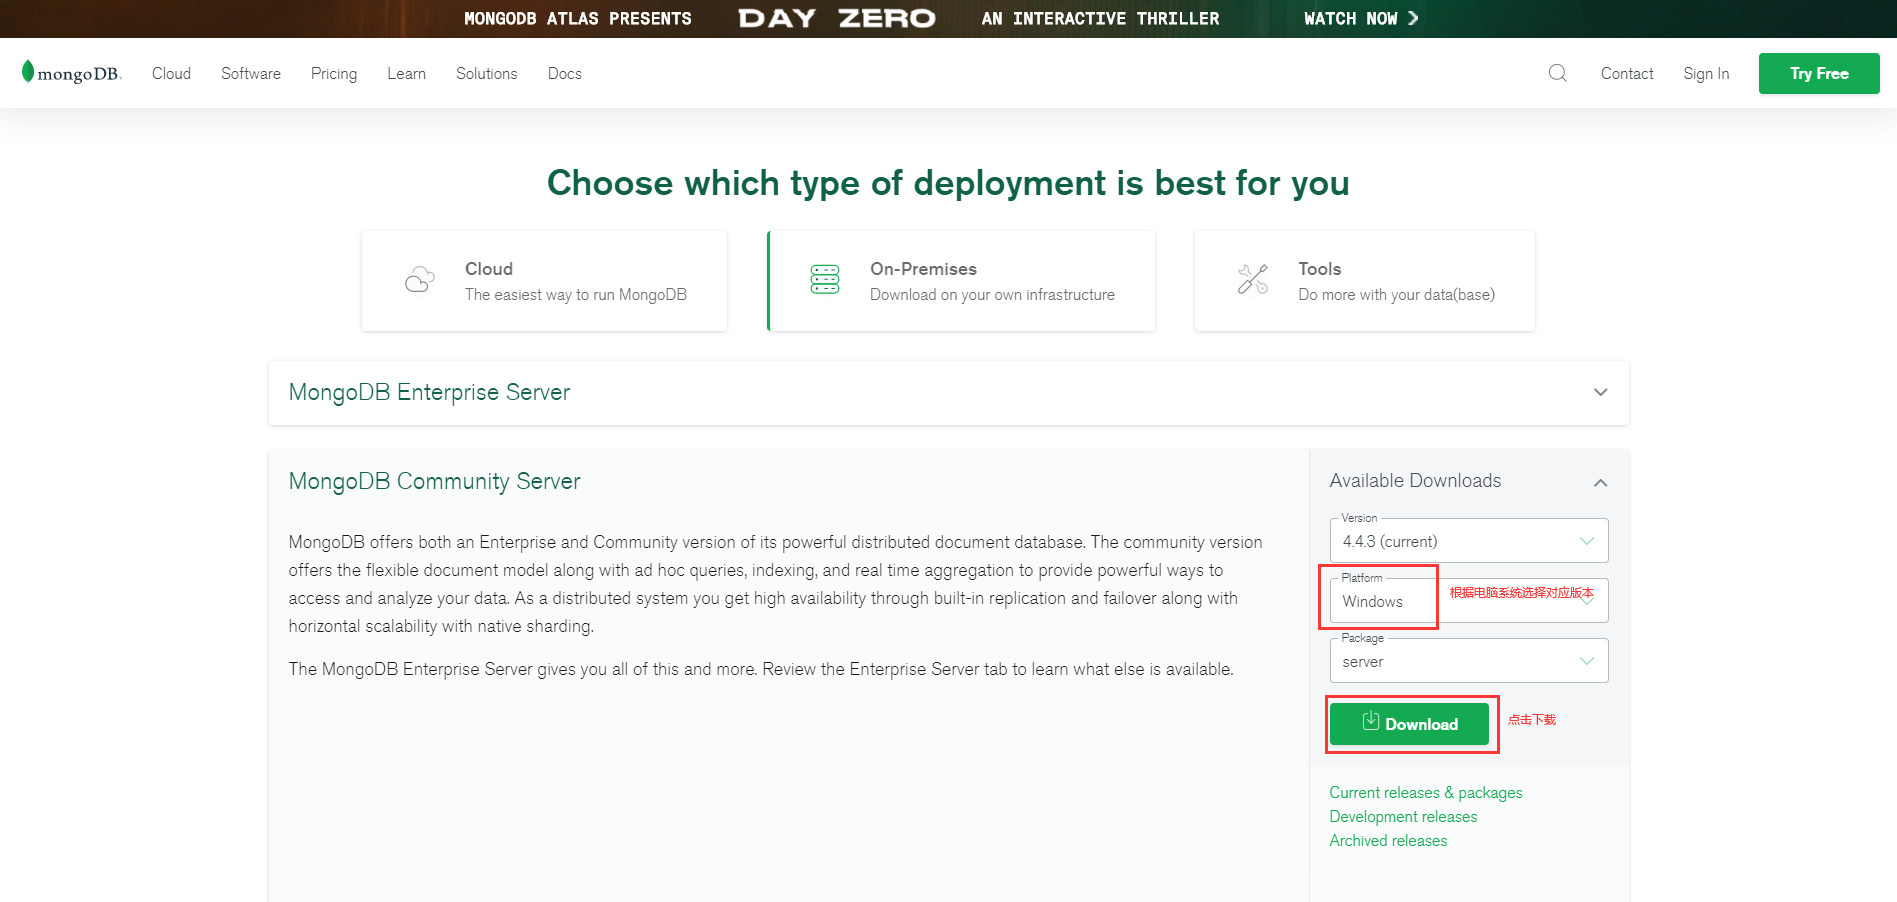 MONGODB ATLAS PRESENTS DAY ZERO AN INTERACTIVE THRILLER WATCH NOW
mongoDB. Cloud Software Pricing Learn Solutions Docs Contact Sign In Try Free
Choose which type of deployment is best for you
Cloud
The easiest way to run MongoDB
On-Premises
Download on your own infrastructure
Tools
Do more with your data(base)
MongoDB Enterprise Server
MongoDB Community Server
MongoDB offers both an Enterprise and Community version of its powerful distributed document database. The community version
offers the flexible document model along with ad hoc queries, indexing, and real time aggregation to provide powerful ways to
access and analyze your data. As a distributed system you get high availability through built-in replication and failover along with
horizontal scalability with native sharding.
The MongoDB Enterprise Server gives you all of this and more. Review the Enterprise Server tab to learn what else is available.
Available Downloads
Version
4.4.3 (current)
Platform
Windows
根据电脑系统选择对应版本
Package
server
Download
点击下载
Current releases & packages
Development releases
Archived releases